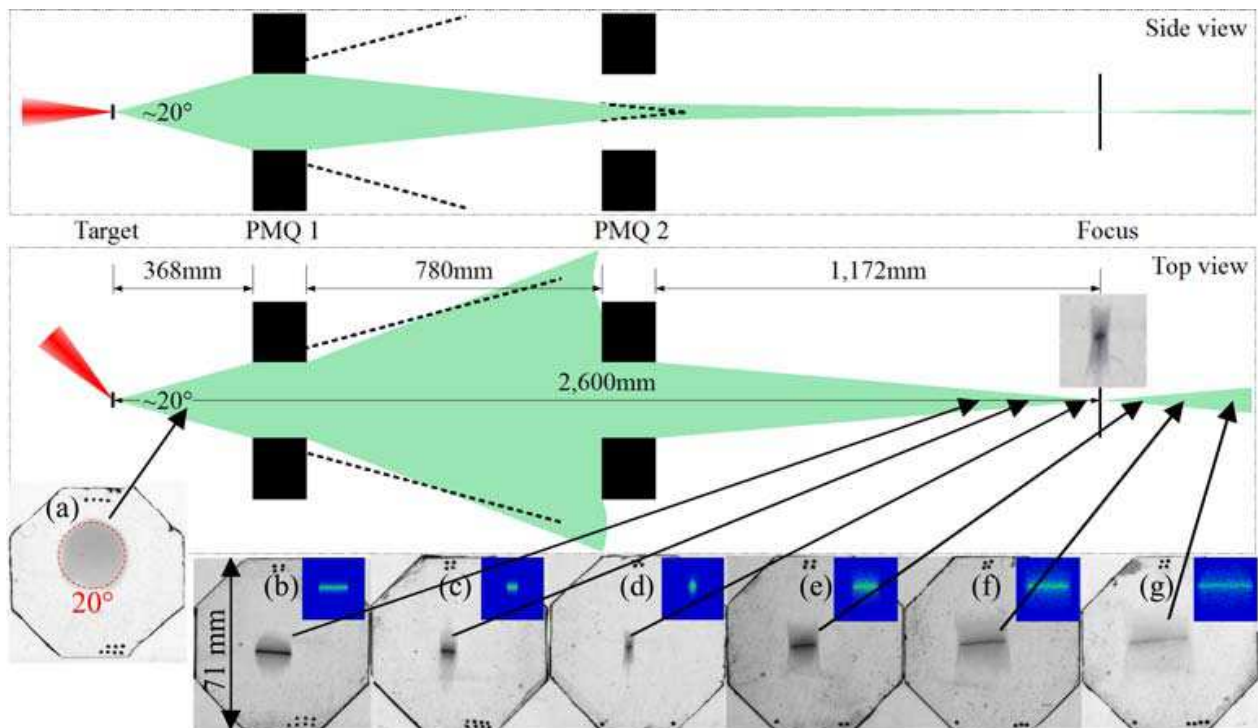 Side view
~20°
Target
PMQ 1
PMQ 2
Focus
Top view
368mm
780mm
1,172mm
2,600mm
~20°
(a)
20°
71 mm
(b)
(c)
(d)
(e)
(f)
(g)